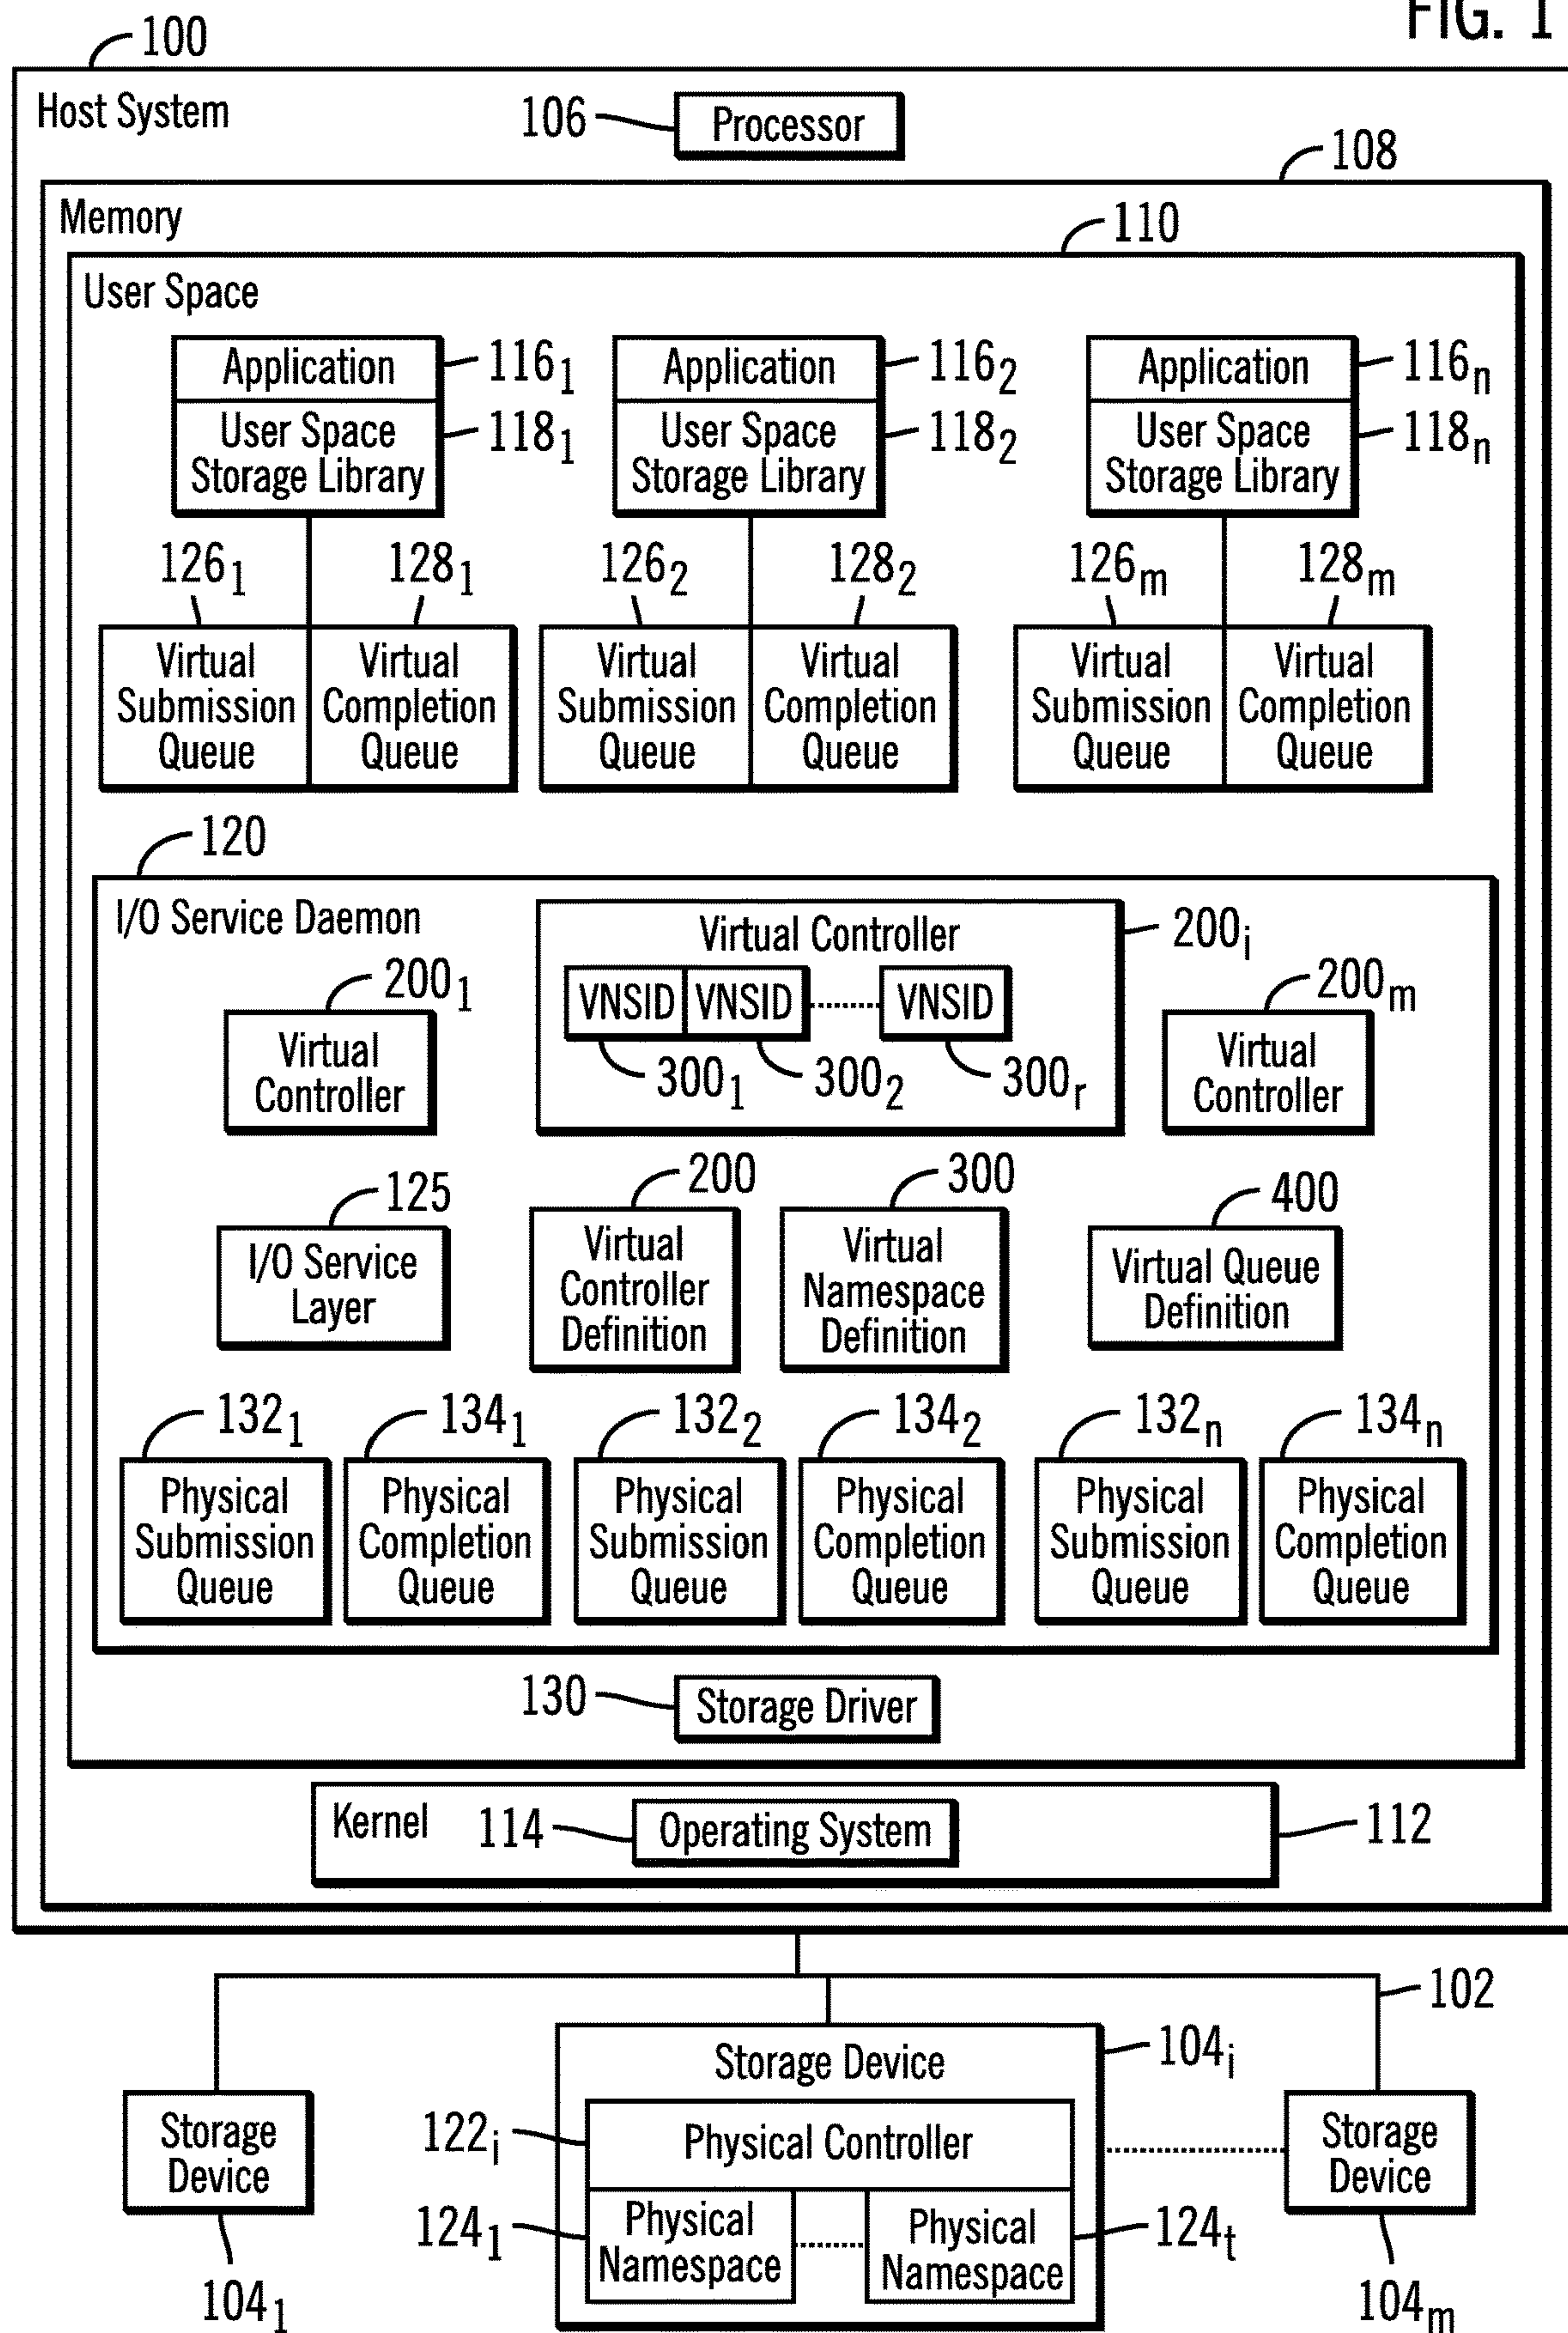 FIG. 1
100
Host System
106
Processor
108
Memory
110
User Space
Application
116₁
User Space
Storage Library
118₁
Application
116₂
User Space
Storage Library
118₂
Application
116ₙ
User Space
Storage Library
118ₙ
126₁
128₁
126₂
128₂
126ₘ
128ₘ
Virtual
Submission
Queue
Virtual
Completion
Queue
Virtual
Submission
Queue
Virtual
Completion
Queue
Virtual
Submission
Queue
Virtual
Completion
Queue
120
I/O Service Daemon
Virtual Controller
200ᵢ
VNSID
VNSID
VNSID
300₁
300₂
300ᵣ
200₁
Virtual
Controller
200ₘ
Virtual
Controller
125
I/O Service
Layer
200
Virtual
Controller
Definition
300
Virtual
Namespace
Definition
400
Virtual Queue
Definition
132₁
134₁
132₂
134₂
132ₙ
134ₙ
Physical
Submission
Queue
Physical
Completion
Queue
Physical
Submission
Queue
Physical
Completion
Queue
Physical
Submission
Queue
Physical
Completion
Queue
130
Storage Driver
Kernel
114
Operating System
112
102
Storage Device
104ᵢ
122ᵢ
Physical Controller
124₁
Physical
Namespace
Physical
Namespace
124ₜ
Storage
Device
104₁
Storage
Device
104ₘ